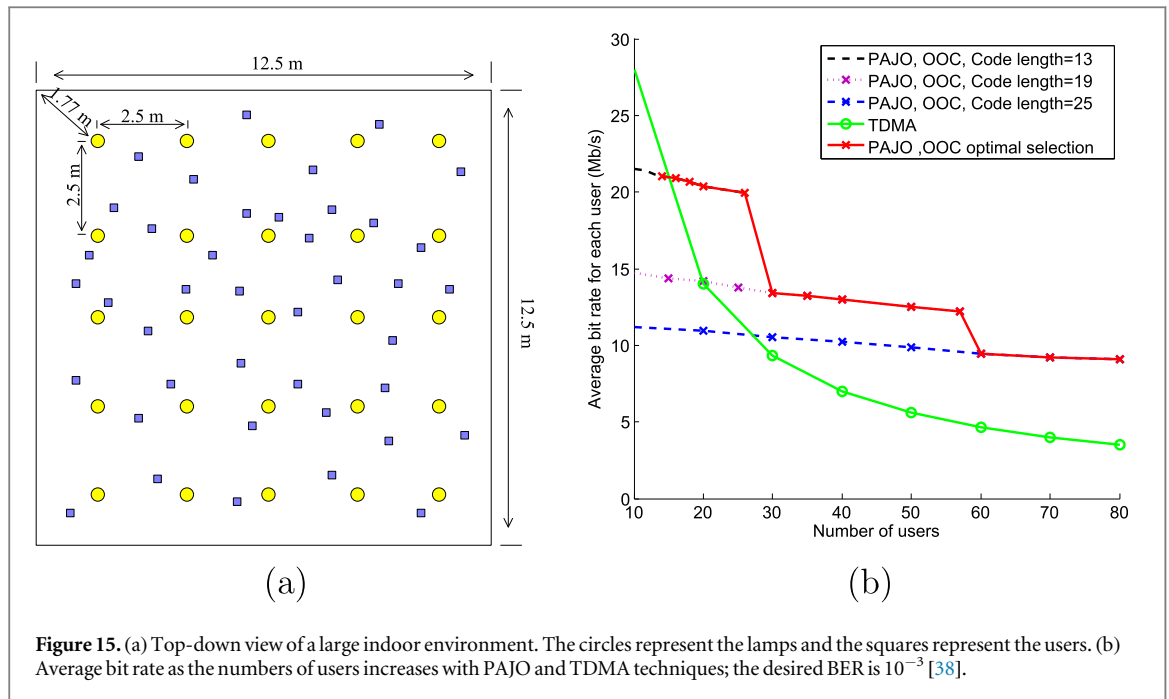 12.5 m
1.77 m
2.5 m
2.5 m
12.5 m
(a)
30
25
20
15
10
5
0
Average bit rate for each user (Mb/s)
PAJO, OOC, Code length=13
PAJO, OOC, Code length=19
PAJO, OOC, Code length=25
TDMA
PAJO ,OOC optimal selection
10 20 30 40 50 60 70 80
Number of users
(b)
Figure 15. (a) Top-down view of a large indoor environment. The circles represent the lamps and the squares represent the users. (b)
Average bit rate as the numbers of users increases with PAJO and TDMA techniques; the desired BER is 10⁻³ [38].